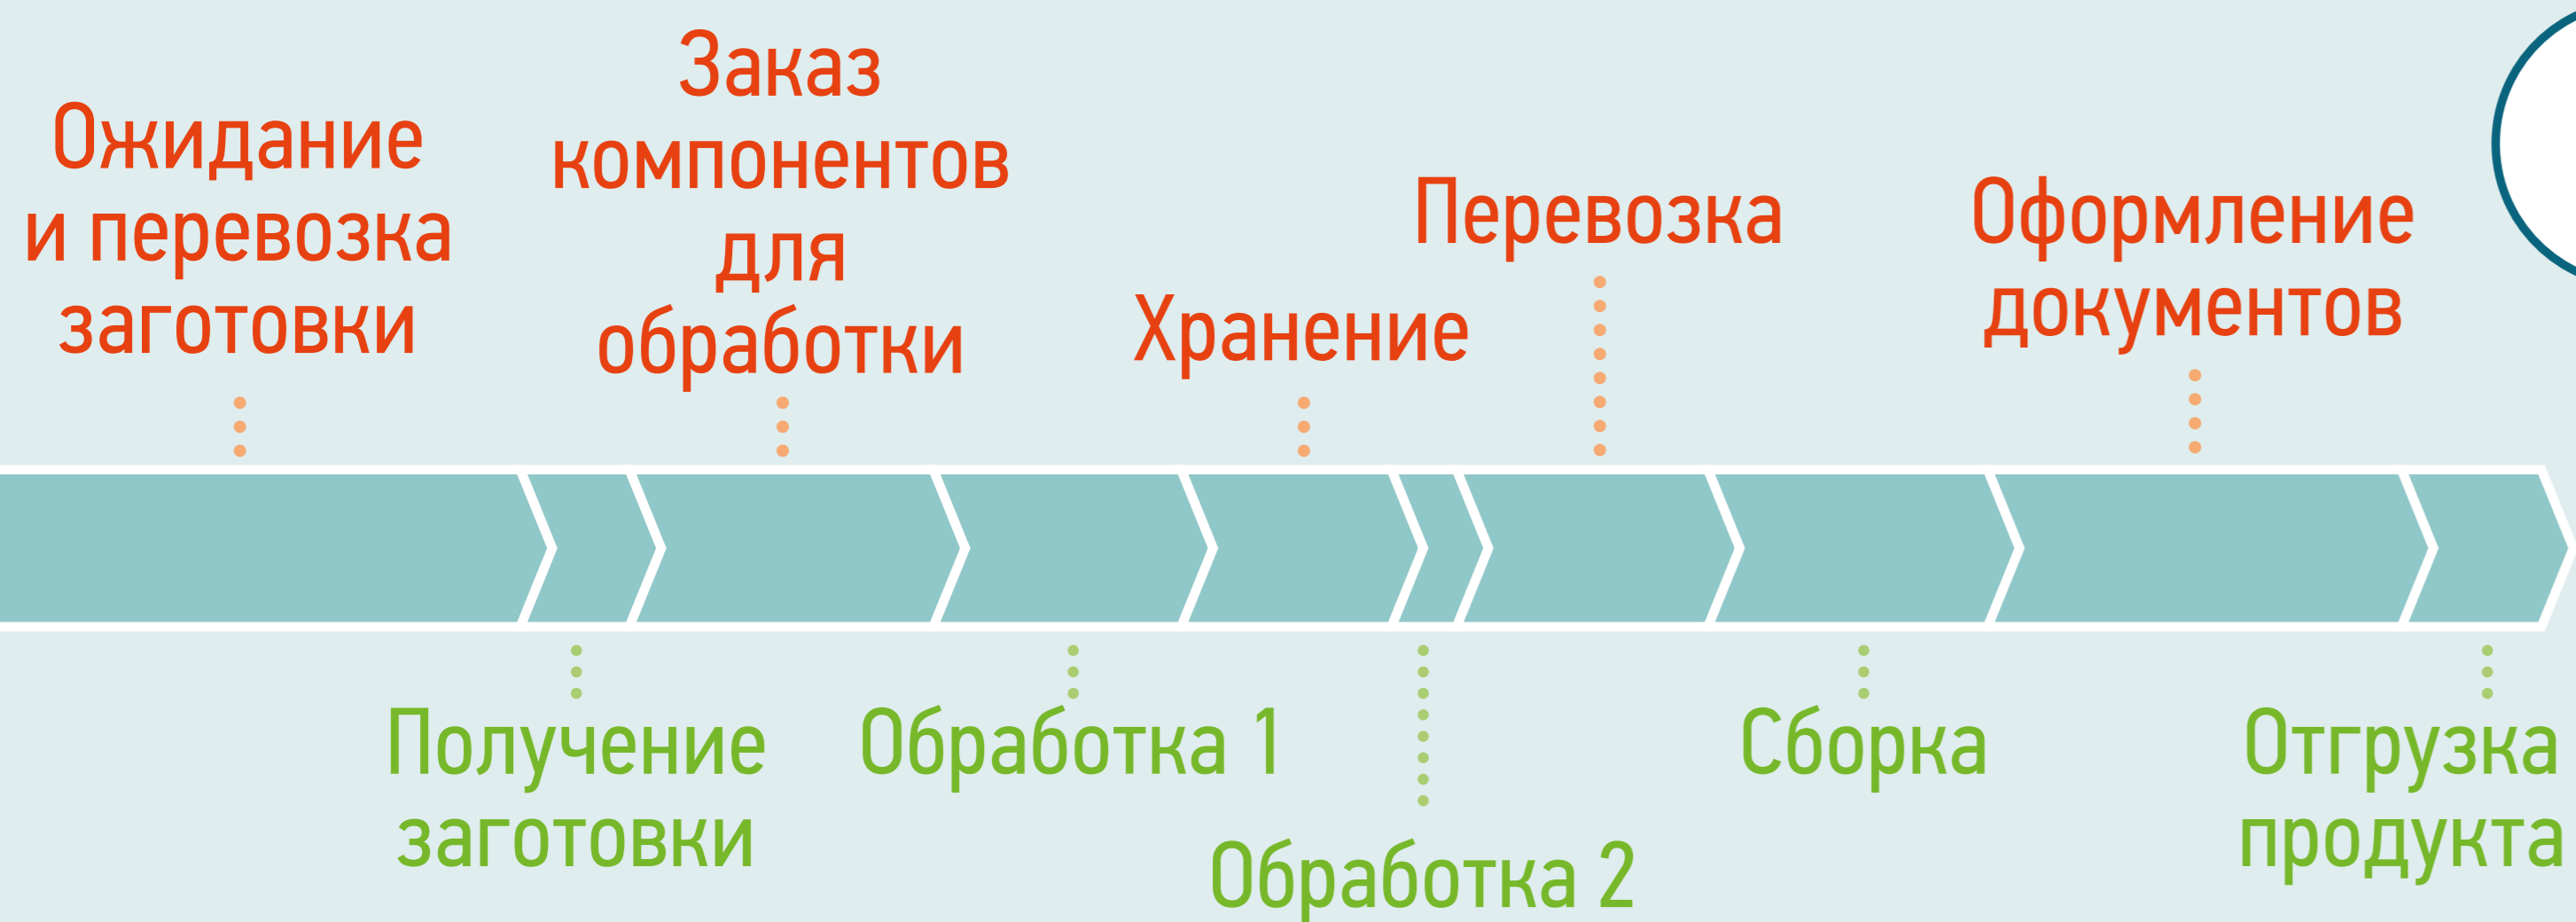 Ожидание
и перевозка
заготовки
Заказ
компонентов
для
обработки
Хранение
Перевозка
Оформление
документов
Получение
заготовки
Обработка 1
Обработка 2
Сборка
Отгрузка
продукта